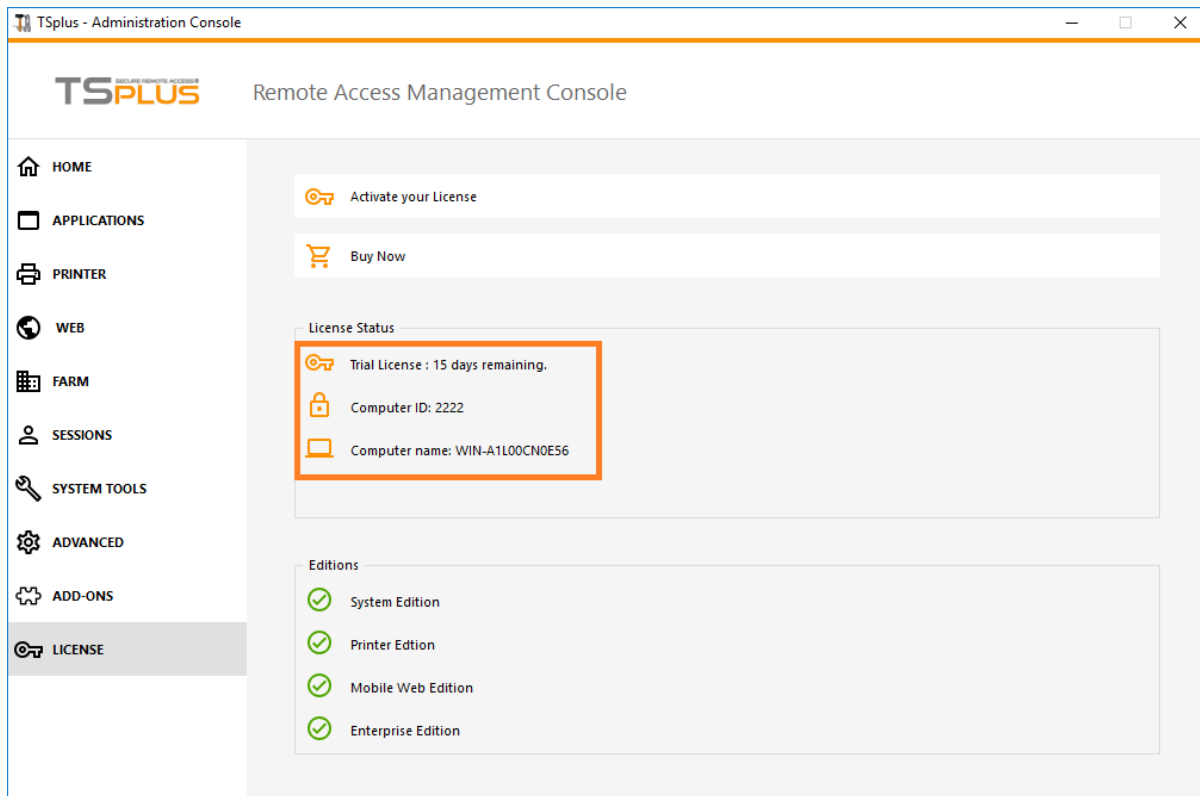 TSplus - Administration Console
SECURE REMOTE ACCESS®
TSPLUS
Remote Access Management Console
HOME
APPLICATIONS
PRINTER
WEB
FARM
SESSIONS
SYSTEM TOOLS
ADVANCED
ADD-ONS
LICENSE
Activate your License
Buy Now
License Status
Trial License : 15 days remaining.
Computer ID: 2222
Computer name: WIN-A1L00CN0E56
Editions
System Edition
Printer Edtion
Mobile Web Edition
Enterprise Edition